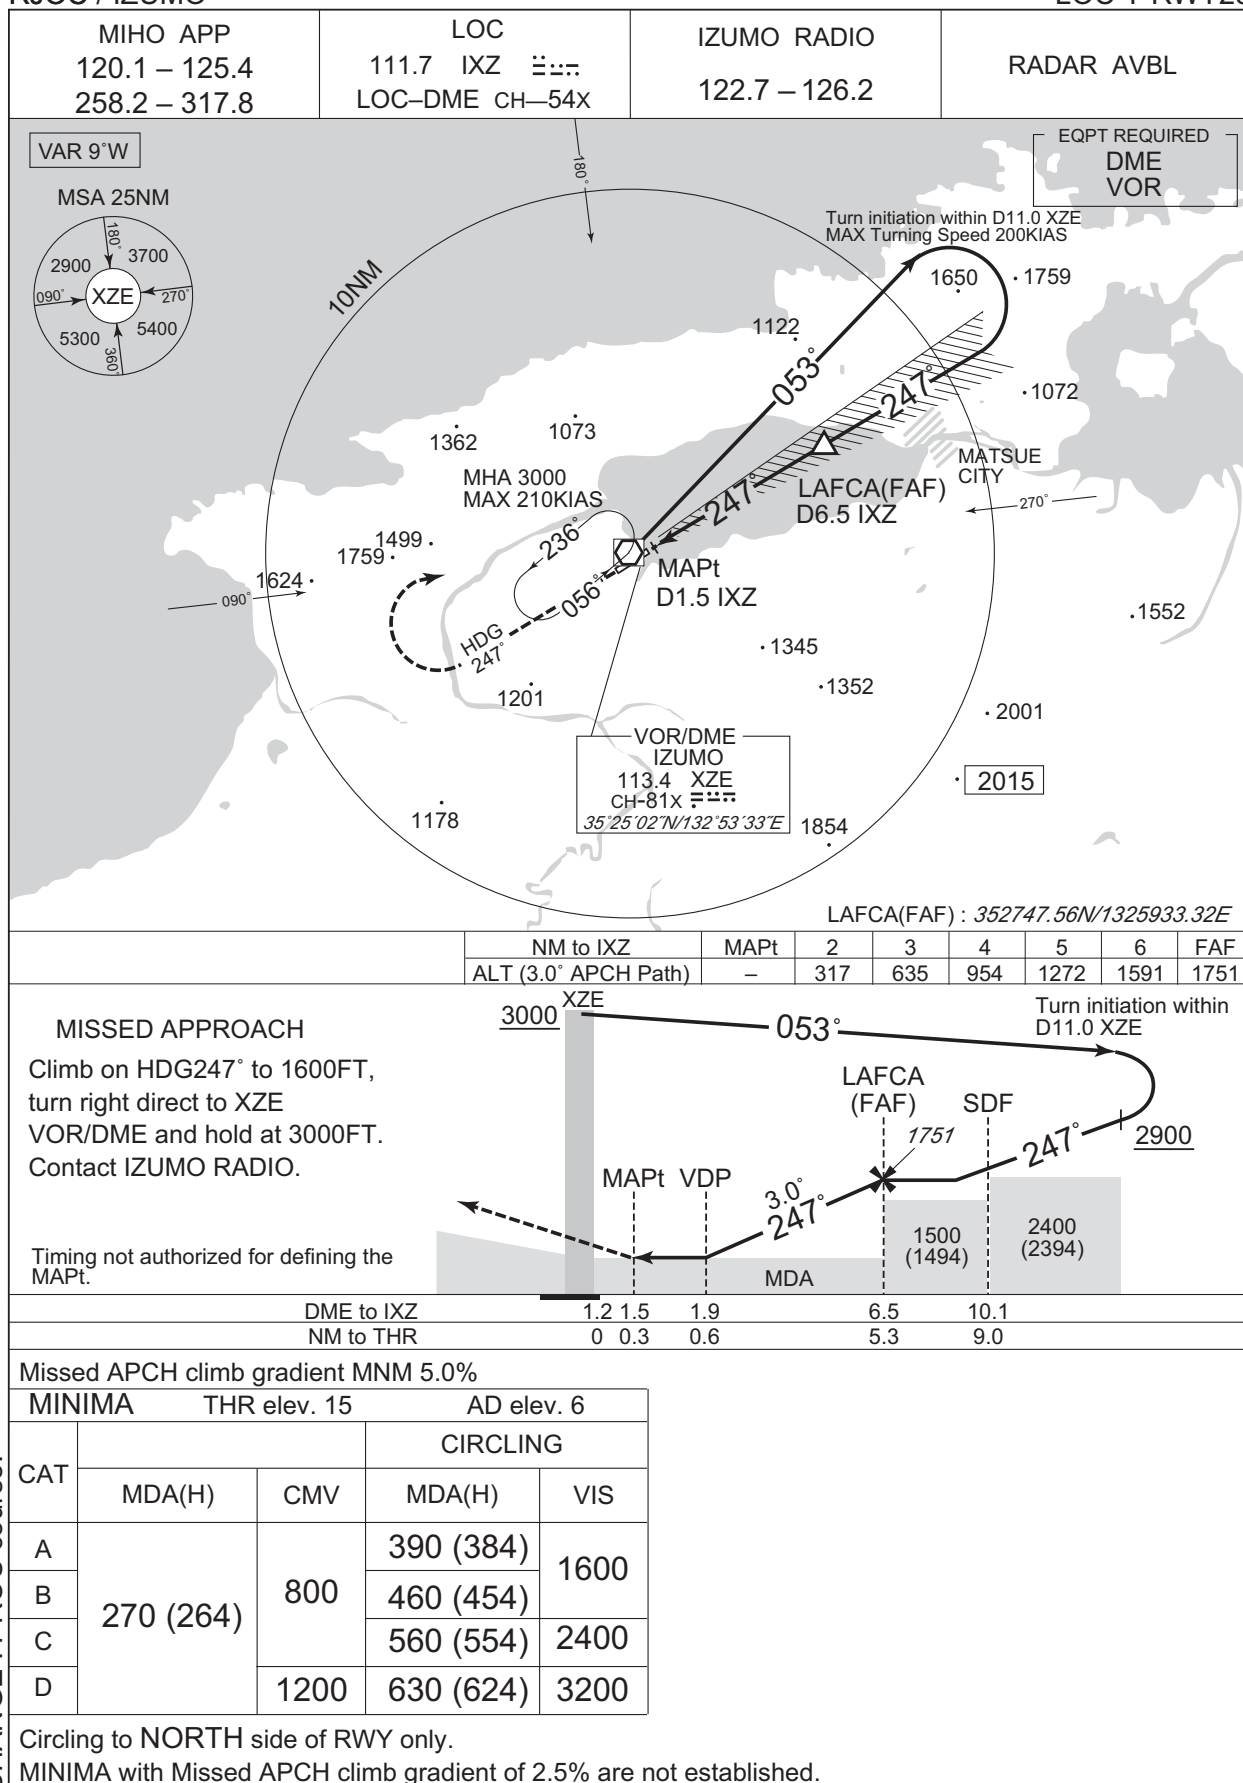 MIHO APP
120.1 – 125.4
258.2 – 317.8
LOC
111.7 IXZ
LOC–DME CH—54X
IZUMO RADIO
122.7 – 126.2
RADAR AVBL
VAR 9˚W
MSA 25NM
180˚
2900 3700
090˚ XZE 270˚
5300 5400
360˚
EQPT REQUIRED
DME
VOR
180˚
Turn initiation within D11.0 XZE
MAX Turning Speed 200KIAS
10NM
1650
1759
1122
053˚
247˚
1072
1362
1073
MHA 3000
MAX 210KIAS
MATSUE
CITY
LAFCA(FAF)
D6.5 IXZ
247˚
270˚
236˚
1499
1759
1624
090˚
056˚
MAPt
D1.5 IXZ
HDG
247˚
1552
1345
1352
1201
2001
VOR/DME
IZUMO
113.4 XZE
CH-81X
35˚25´02˝N/132˚53´33˝E
2015
1178
1854
LAFCA(FAF) : 352747.56N/1325933.32E
NM to IXZ MAPt 2 3 4 5 6 FAF
ALT (3.0˚ APCH Path) – 317 635 954 1272 1591 1751
MISSED APPROACH
Climb on HDG247˚ to 1600FT,
turn right direct to XZE
VOR/DME and hold at 3000FT.
Contact IZUMO RADIO.
Timing not authorized for defining the
MAPt.
XZE
3000
053˚
Turn initiation within
D11.0 XZE
LAFCA
(FAF)
SDF
1751
247˚
2900
MAPt VDP
3.0˚
247˚
1500
(1494)
2400
(2394)
MDA
DME to IXZ 1.2 1.5 1.9 6.5 10.1
NM to THR 0 0.3 0.6 5.3 9.0
Missed APCH climb gradient MNM 5.0%
MINIMA THR elev. 15 AD elev. 6
CAT CIRCLING
MDA(H) CMV MDA(H) VIS
A 270 (264) 800 390 (384) 1600
B 460 (454)
C 560 (554) 2400
D 1200 630 (624) 3200
Circling to NORTH side of RWY only.
MINIMA with Missed APCH climb gradient of 2.5% are not established.